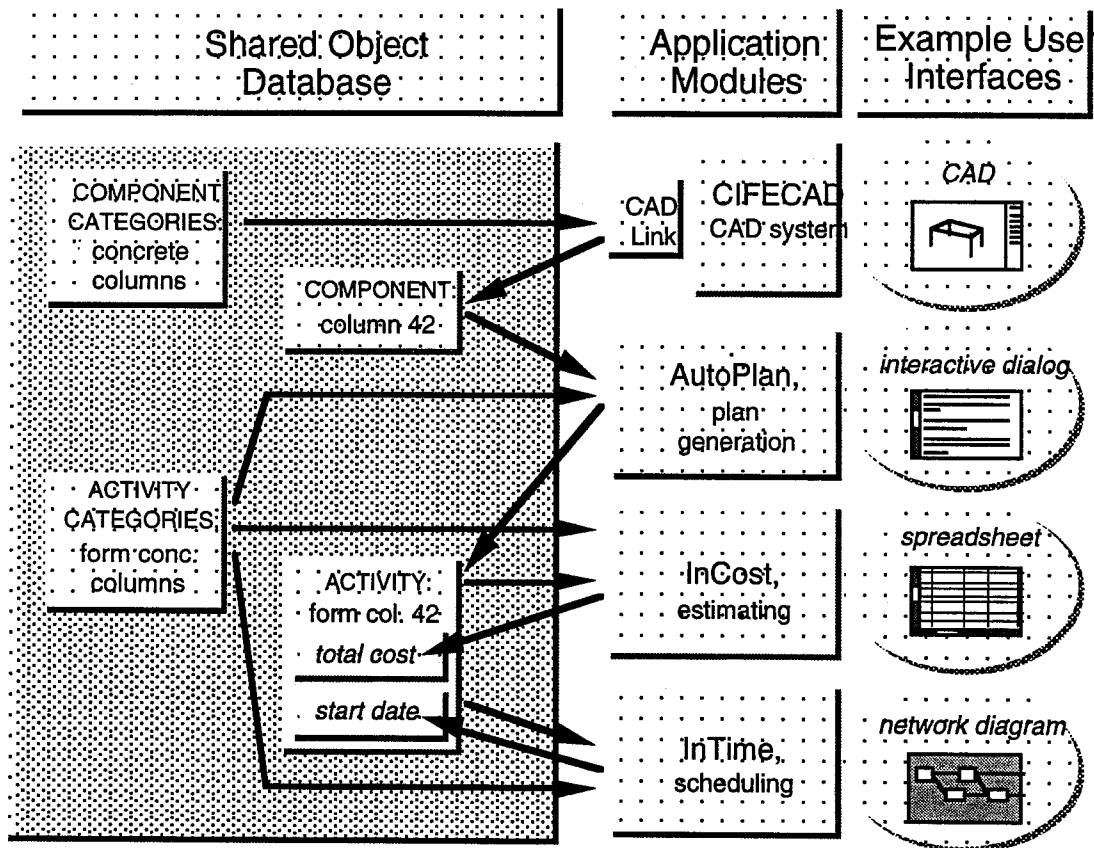 Shared Object
Database
Application
Modules
Example Use
Interfaces
COMPONENT
CATEGORIES:
concrete
columns
CAD
Link
CIFECAD
CAD system
CAD
COMPONENT
column 42
AutoPlan,
plan
generation
interactive dialog
ACTIVITY
CATEGORIES
form conc.
columns
ACTIVITY:
form col. 42
total cost
start date
InCost,
estimating
spreadsheet
InTime,
scheduling
network diagram